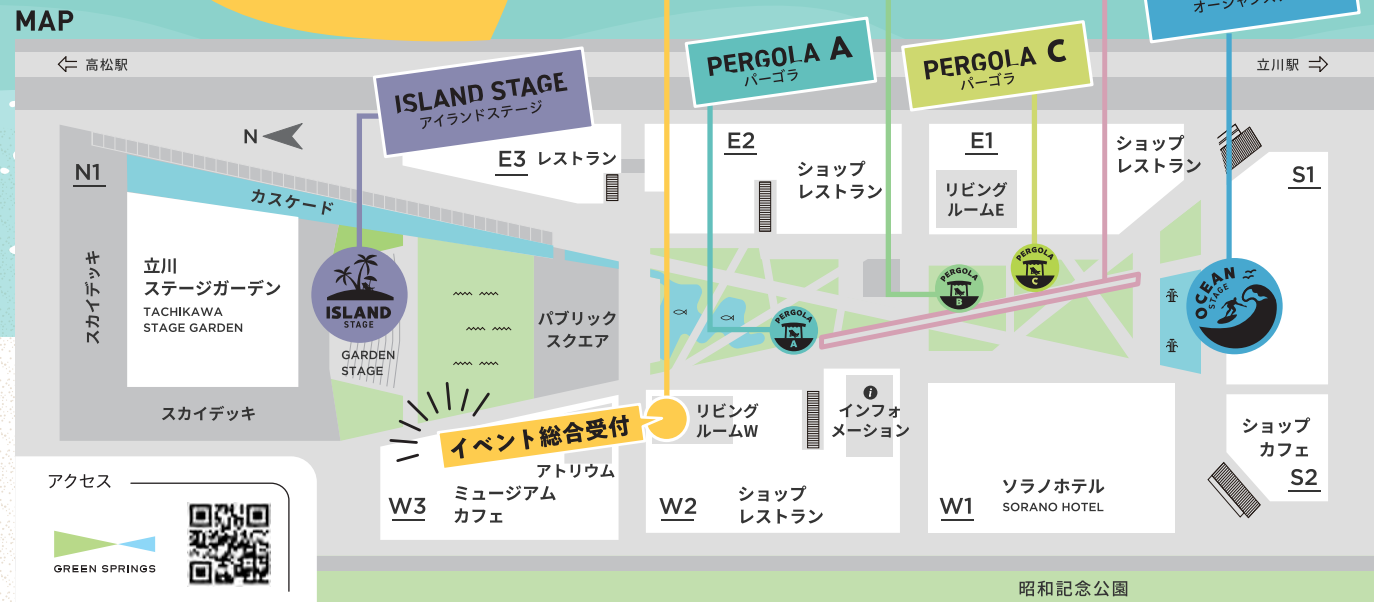 MAP
オーシャンステージ
← 高松駅
立川駅 →
ISLAND STAGE
アイランドステージ
PERGOLA A
パーゴラ
PERGOLA C
パーゴラ
N
N1
カスケード
スカイデッキ
立川
ステージガーデン
TACHIKAWA
STAGE GARDEN
スカイデッキ
ISLAND
STAGE
GARDEN
STAGE
E3 レストラン
パブリック
スクエア
E2
ショップ
レストラン
E1
リビング
ルームE
ショップ
レストラン
PERGOLA
A
PERGOLA
B
PERGOLA
C
OCEAN
STAGE
S1
イベント総合受付
アトリウム
W3
ミュージアム
カフェ
リビング
ルームW
i
インフォ
メーション
W2
ショップ
レストラン
W1
ソラノホテル
SORANO HOTEL
ショップ
カフェ
S2
アクセス
GREEN SPRINGS
昭和記念公園